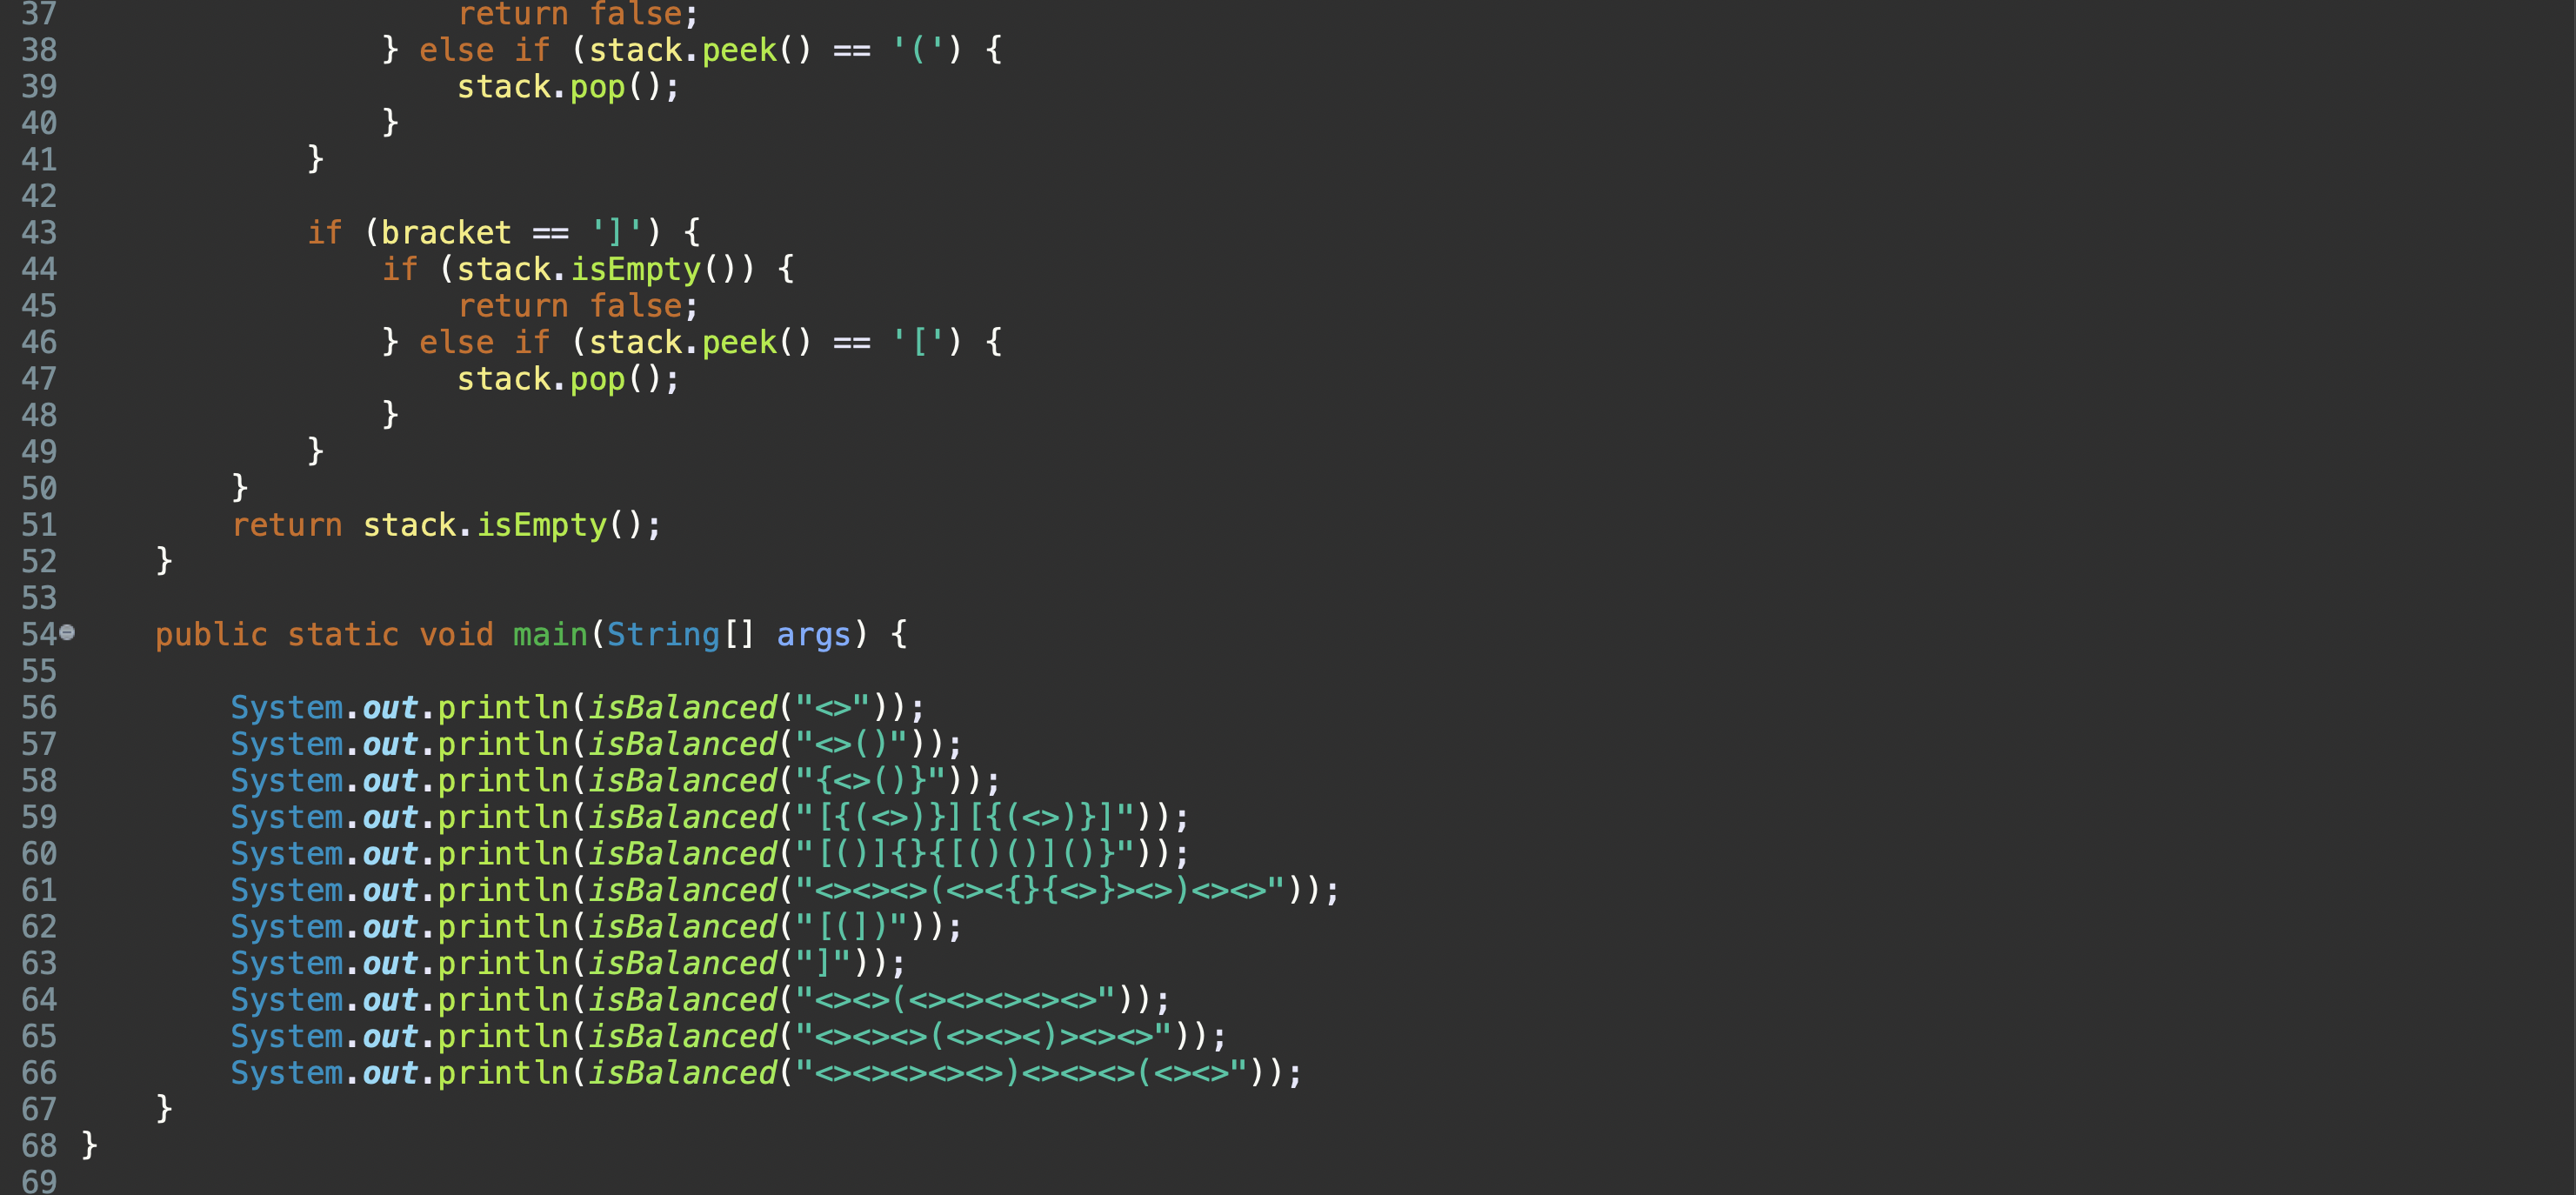 37                     return false;
38                 } else if (stack.peek() == '(') {
39                     stack.pop();
40                 }
41             }
42
43             if (bracket == ']') {
44                 if (stack.isEmpty()) {
45                     return false;
46                 } else if (stack.peek() == '[') {
47                     stack.pop();
48                 }
49             }
50         }
51         return stack.isEmpty();
52     }
53
54     public static void main(String[] args) {
55
56         System.out.println(isBalanced("<>"));
57         System.out.println(isBalanced("<>()"));
58         System.out.println(isBalanced("{<>()}"));
59         System.out.println(isBalanced("[{(<>)}][{(<>)}]"));
60         System.out.println(isBalanced("[()]{}{[()()]()}"));
61         System.out.println(isBalanced("<><><>(<><{}{<>}><>)<><>"));
62         System.out.println(isBalanced("[(])"));
63         System.out.println(isBalanced("]"));
64         System.out.println(isBalanced("<><>(<><><><><>"));
65         System.out.println(isBalanced("<><><>(<><><)><><>"));
66         System.out.println(isBalanced("<><><><><>)<><><>(<><>"));
67     }
68 }
69